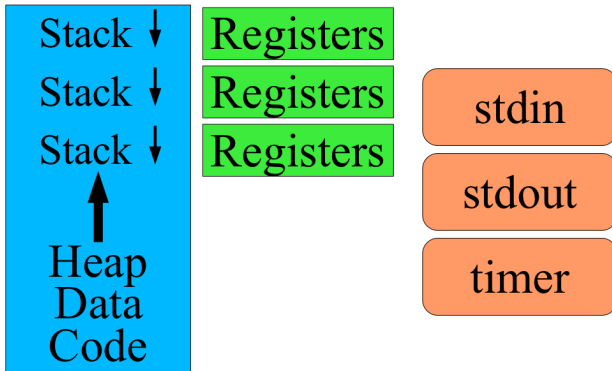 Stack
Registers
Stack
Registers
Stack
Registers
Heap
Data
Code
stdin
stdout
timer